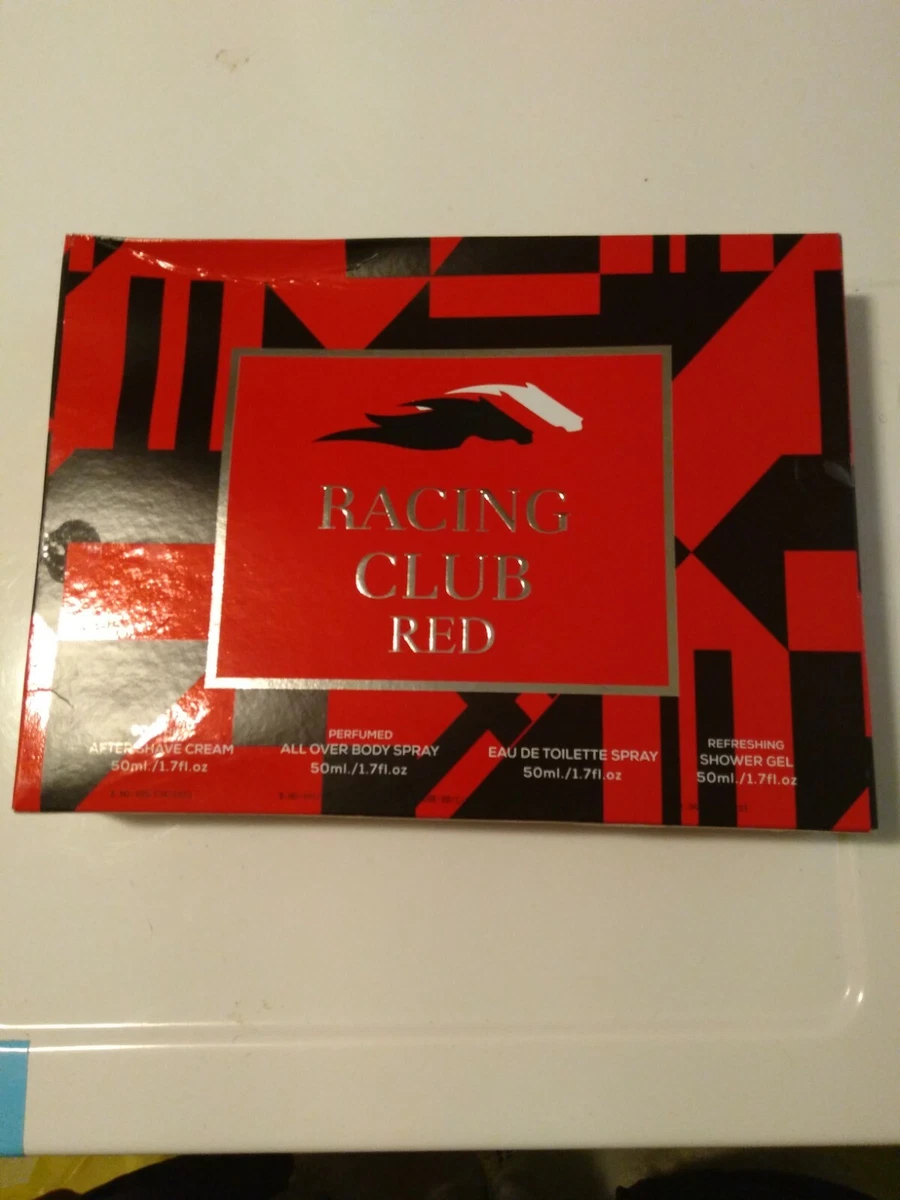 RACING
CLUB
RED
AFTER SHAVE CREAM
50ml./1.7fl.oz
PERFUMED
ALL OVER BODY SPRAY
50ml./1.7fl.oz
EAU DE TOILETTE SPRAY
50ml./1.7fl.oz
REFRESHING
SHOWER GEL
50ml./1.7fl.oz